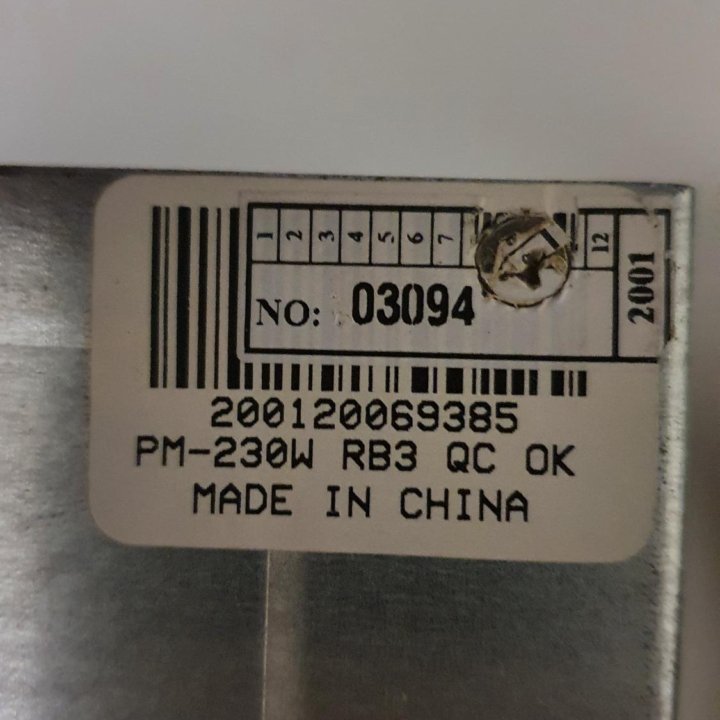 1 2 3 4 5 6 7 12
2001
NO: 03094
200120069385
PM-230W RB3 QC OK
MADE IN CHINA